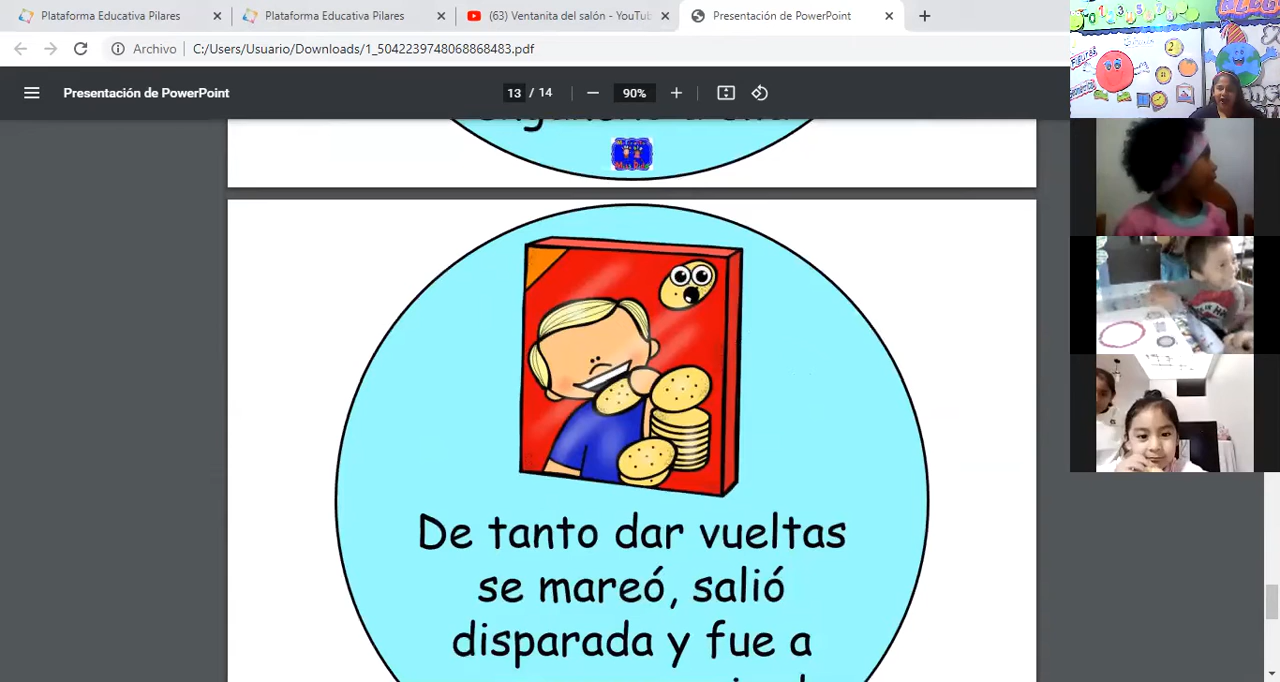 Plataforma Educativa Pilares
Plataforma Educativa Pilares
(63) Ventanita del salón - YouTu
Presentación de PowerPoint
Archivo
C:/Users/Usuario/Downloads/1_5042239748068868483.pdf
Presentación de PowerPoint
13 / 14
90%
De tanto dar vueltas
se mareó, salió
disparada y fue a